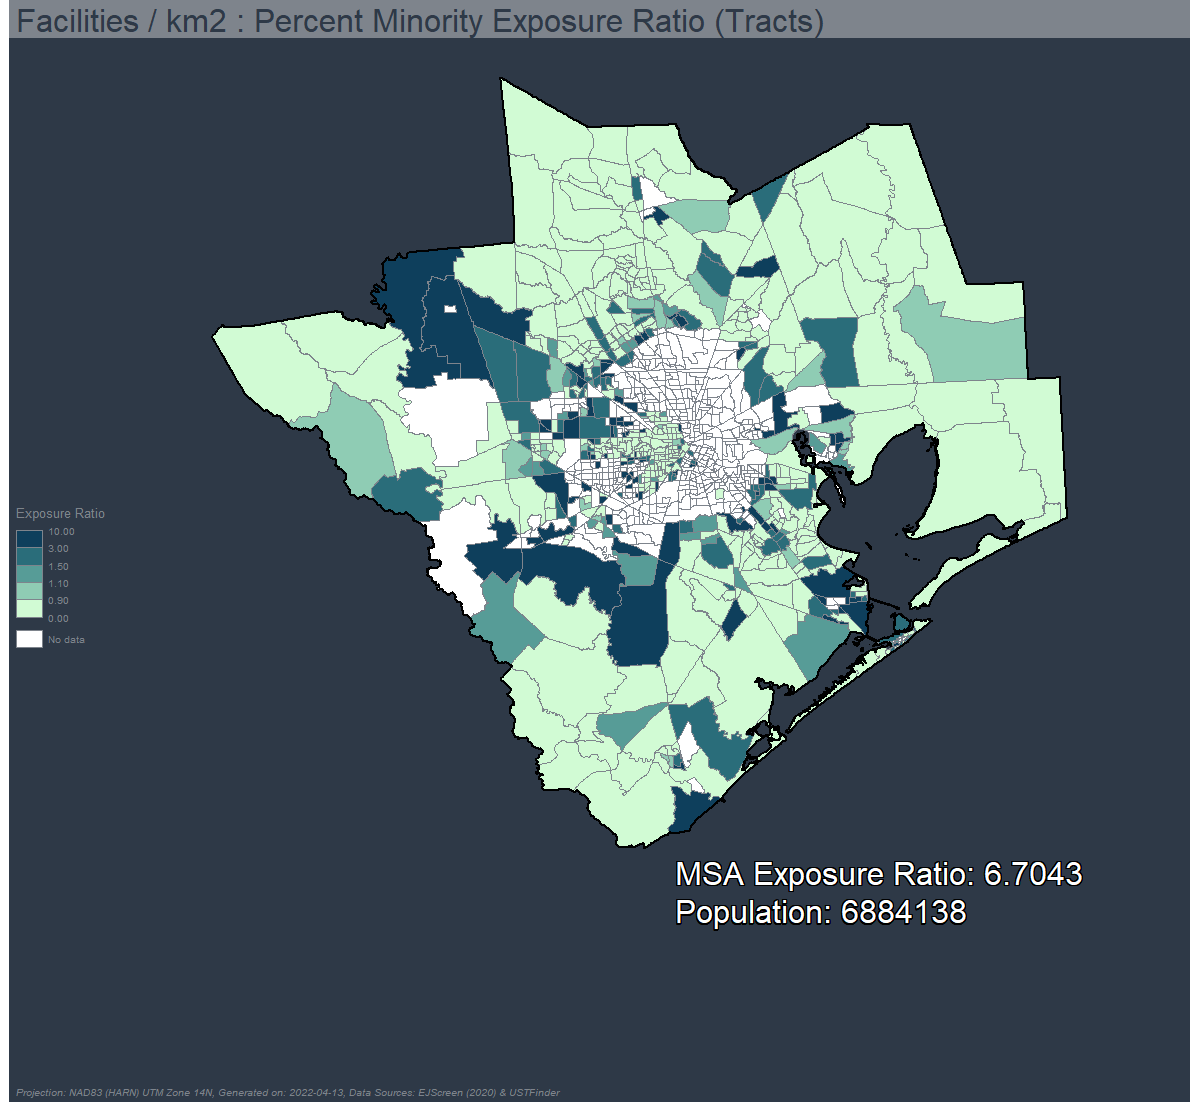 Facilities / km2 : Percent Minority Exposure Ratio (Tracts)
Exposure Ratio
10.00
3.00
1.50
1.10
0.90
0.00
No data
MSA Exposure Ratio: 6.7043
Population: 6884138
Projection: NAD83 (HARN) UTM Zone 14N, Generated on: 2022-04-13, Data Sources: EJScreen (2020) & USTFinder